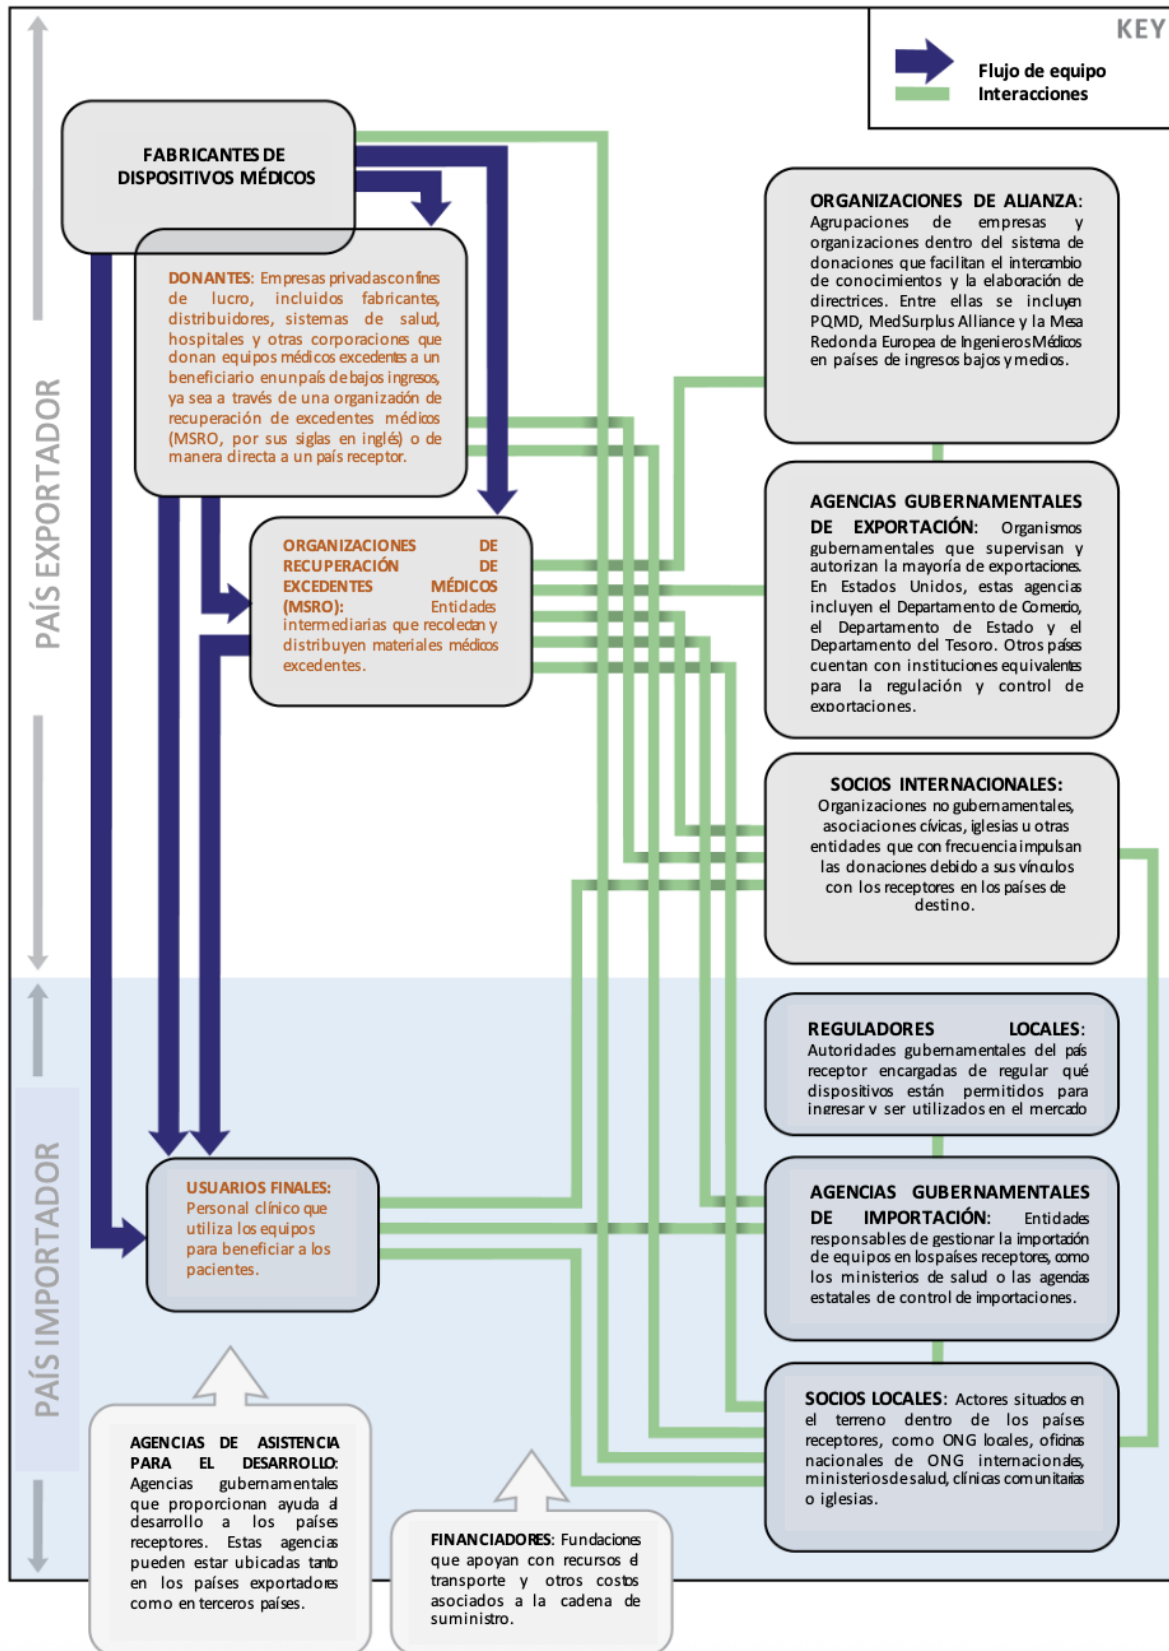 KEY
Flujo de equipo
Interacciones
PAÍS EXPORTADOR
FABRICANTES DE
DISPOSITIVOS MÉDICOS
DONANTES: Empresas privadas con fines
de lucro, incluidos fabricantes,
distribuidores, sistemas de salud,
hospitales y otras corporaciones que
donan equipos médicos excedentes a un
beneficiario en un país de bajos ingresos,
ya sea a través de una organización de
recuperación de excedentes médicos
(MSRO, por sus siglas en inglés) o de
manera directa a un país receptor.
ORGANIZACIONES DE
RECUPERACIÓN DE
EXCEDENTES MÉDICOS
(MSRO): Entidades
intermediarias que recolectan y
distribuyen materiales médicos
excedentes.
ORGANIZACIONES DE ALIANZA:
Agrupaciones de empresas y
organizaciones dentro del sistema de
donaciones que facilitan el intercambio
de conocimientos y la elaboración de
directrices. Entre ellas se incluyen
PQMD, MedSurplus Alliance y la Mesa
Redonda Europea de Ingenieros Médicos
en países de ingresos bajos y medios.
AGENCIAS GUBERNAMENTALES
DE EXPORTACIÓN: Organismos
gubernamentales que supervisan y
autorizan la mayoría de exportaciones.
En Estados Unidos, estas agencias
incluyen el Departamento de Comercio,
el Departamento de Estado y el
Departamento del Tesoro. Otros países
cuentan con instituciones equivalentes
para la regulación y control de
exportaciones.
SOCIOS INTERNACIONALES:
Organizaciones no gubernamentales,
asociaciones cívicas, iglesias u otras
entidades que con frecuencia impulsan
las donaciones debido a sus vínculos
con los receptores en los países de
destino.
PAÍS IMPORTADOR
REGULADORES LOCALES:
Autoridades gubernamentales del país
receptor encargadas de regular qué
dispositivos están permitidos para
ingresar y ser utilizados en el mercado
USUARIOS FINALES:
Personal clínico que
utiliza los equipos
para beneficiar a los
pacientes.
AGENCIAS GUBERNAMENTALES
DE IMPORTACIÓN: Entidades
responsables de gestionar la importación
de equipos en los países receptores, como
los ministerios de salud o las agencias
estatales de control de importaciones.
SOCIOS LOCALES: Actores situados en
el terreno dentro de los países
receptores, como ONG locales, oficinas
nacionales de ONG internacionales,
ministerios de salud, clínicas comunitarias
o iglesias.
AGENCIAS DE ASISTENCIA
PARA EL DESARROLLO:
Agencias gubernamentales
que proporcionan ayuda al
desarrollo a los países
receptores. Estas agencias
pueden estar ubicadas tanto
en los países exportadores
como en terceros países.
FINANCIADORES: Fundaciones
que apoyan con recursos el
transporte y otros costos
asociados a la cadena de
suministro.